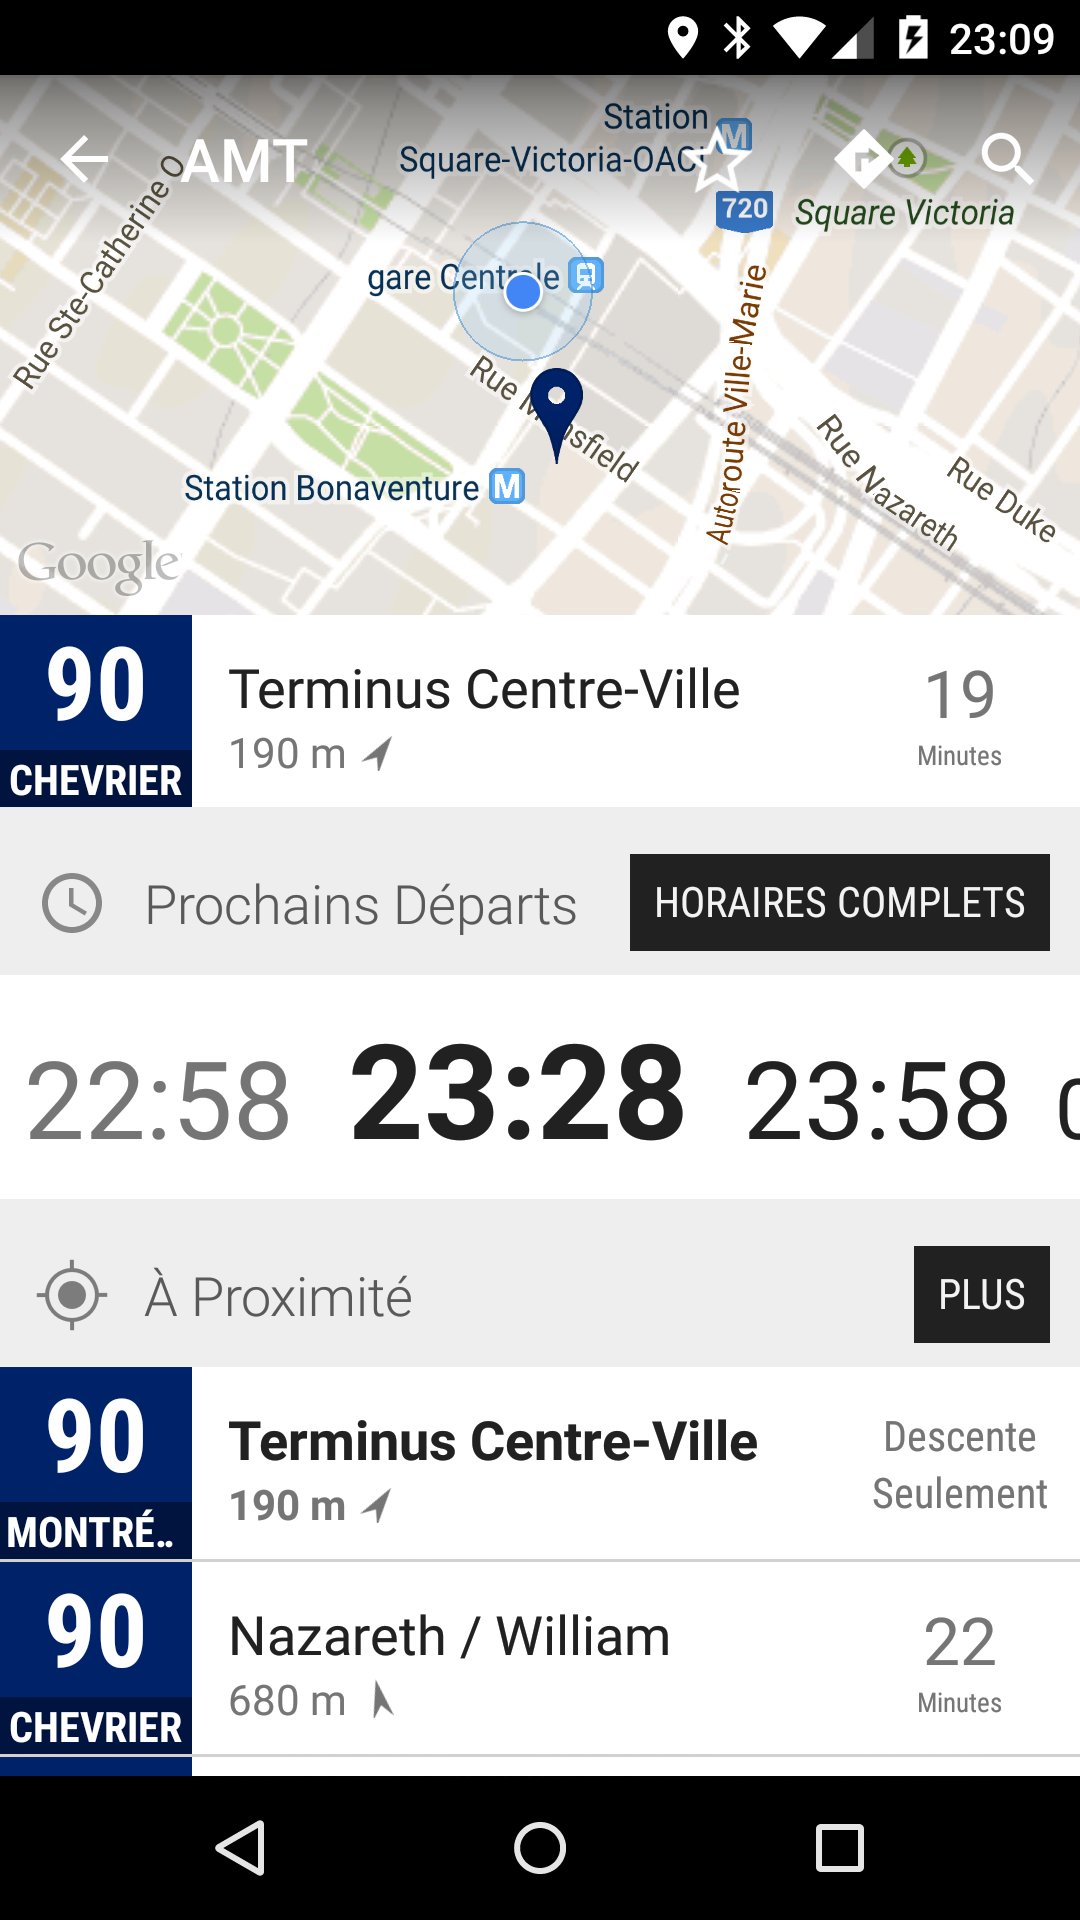 23:09
AMT
Station
Square-Victoria-OACI
M
720
Square Victoria
Rue Ste-Catherine O
gare Centrale
Autoroute Ville-Marie
Rue Mansfield
Rue Nazareth
Rue Duke
Station Bonaventure M
Google
90
CHEVRIER
Terminus Centre-Ville
190 m
19
Minutes
Prochains Départs
HORAIRES COMPLETS
22:58 23:28 23:58
À Proximité
PLUS
90
MONTRÉ..
Terminus Centre-Ville
190 m
Descente
Seulement
90
CHEVRIER
Nazareth / William
680 m
22
Minutes